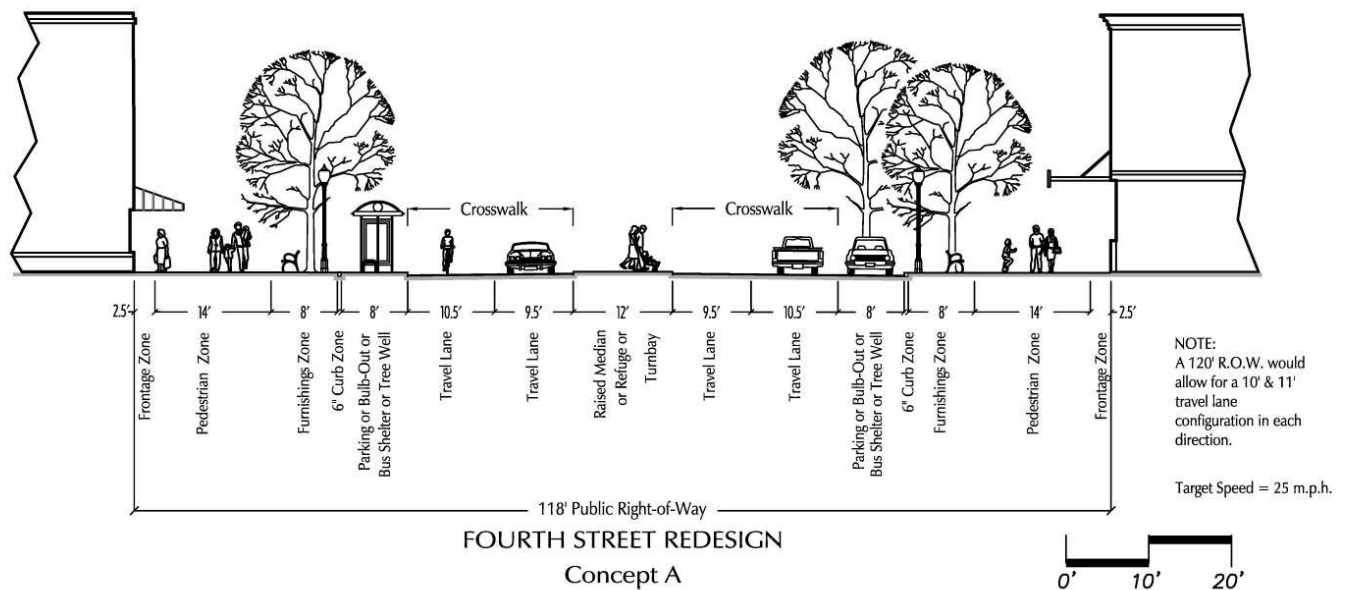 Crosswalk
Crosswalk
2.5'
14'
8'
8'
10.5'
9.5'
12'
9.5'
10.5'
8'
8'
14'
2.5'
Frontage Zone
Pedestrian Zone
Furnishings Zone
6" Curb Zone
Parking or Bulb-Out or
Bus Shelter or Tree Well
Travel Lane
Travel Lane
Raised Median
or Refuge or
Turnbay
Travel Lane
Travel Lane
Parking or Bulb-Out or
Bus Shelter or Tree Well
6" Curb Zone
Furnishings Zone
Pedestrian Zone
Frontage Zone
NOTE:
A 120' R.O.W. would
allow for a 10' & 11'
travel lane
configuration in each
direction.
Target Speed = 25 m.p.h.
118' Public Right-of-Way
FOURTH STREET REDESIGN
Concept A
0' 10' 20'